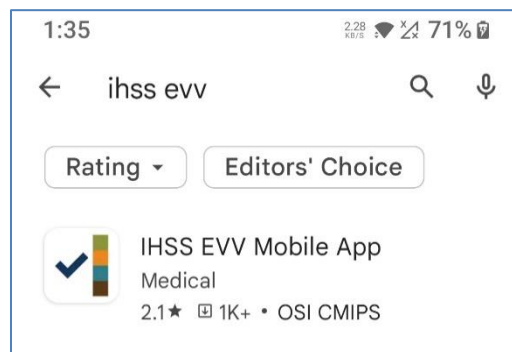 1:35 2.28 KB/S 71%
ihss evv
Rating Editors' Choice
IHSS EVV Mobile App
Medical
2.1★ 1K+ • OSI CMIPS